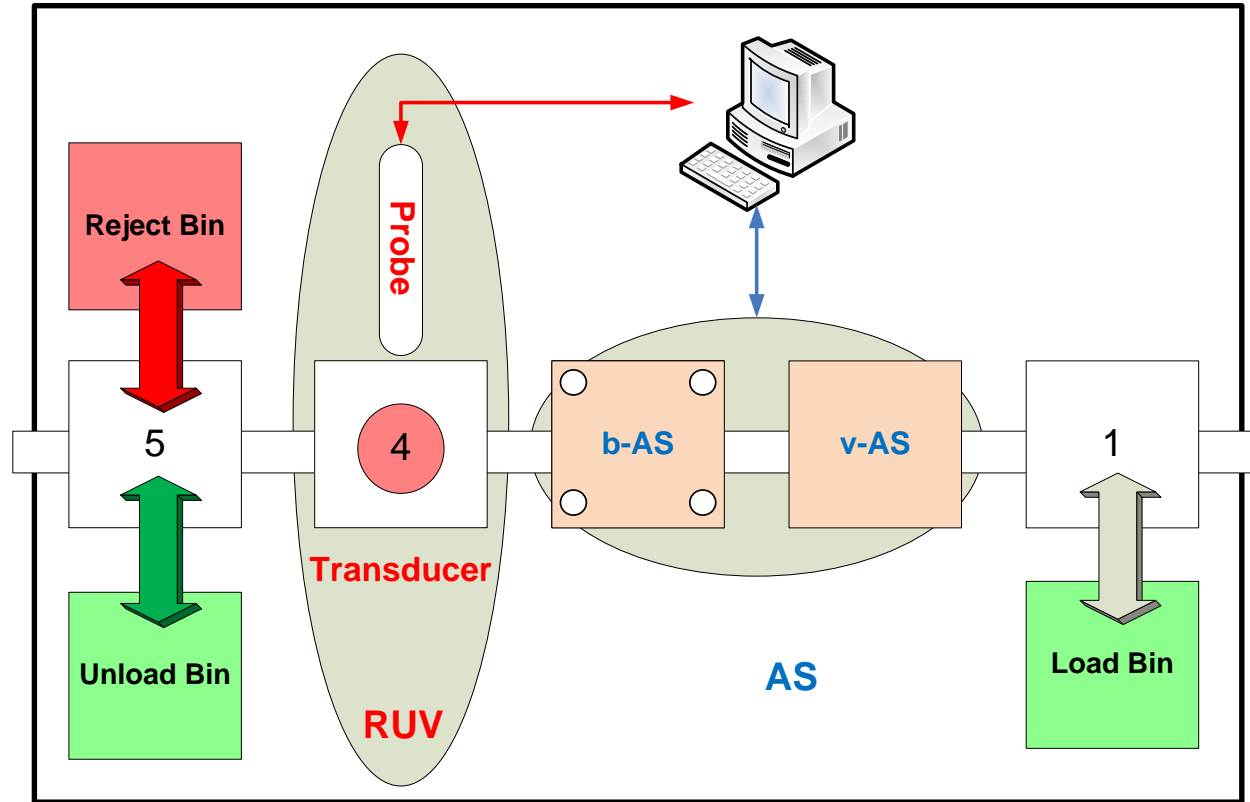 Reject Bin
Probe
5
4
b-AS
v-AS
1
Transducer
Unload Bin
Load Bin
AS
RUV